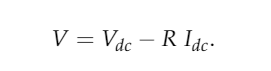 V = V_{dc} − R I_{dc}.